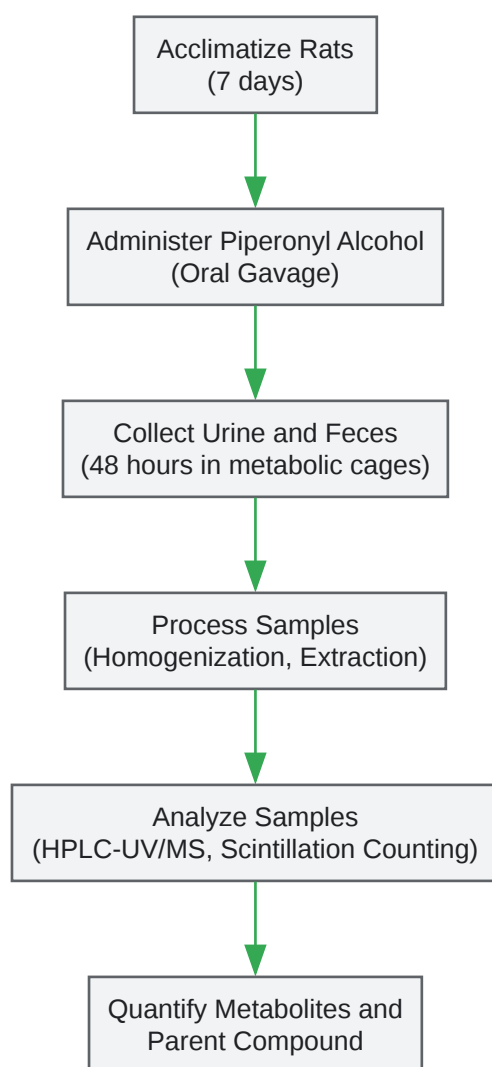 Acclimatize Rats
(7 days)
Administer Piperonyl Alcohol
(Oral Gavage)
Collect Urine and Feces
(48 hours in metabolic cages)
Process Samples
(Homogenization, Extraction)
Analyze Samples
(HPLC-UV/MS, Scintillation Counting)
Quantify Metabolites and
Parent Compound